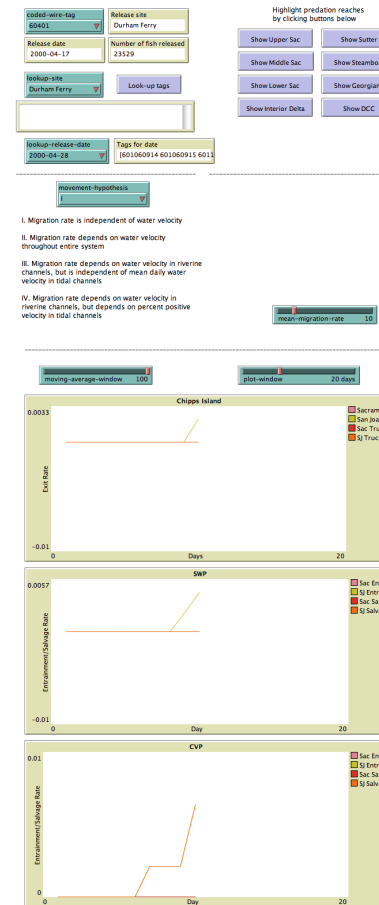 coded-wire-tag
60401
Release site
Durham Ferry
Release date
2000-04-17
Number of fish released
23529
lookup-site
Durham Ferry
Look-up tags
lookup-release-date
2000-04-28
Tags for date
[601060914 601060915 6011
Highlight predation reaches
by clicking buttons below
Show Upper Sac
Show Sutter
Show Middle Sac
Show Steambo
Show Lower Sac
Show Georgian
Show Interior Delta
Show DCC
movement-hypothesis
I
I. Migration rate is independent of water velocity
II. Migration rate depends on water velocity
throughout entire system
III. Migration rate depends on water velocity in riverine
channels, but is independent of mean daily water
velocity in tidal channels
IV. Migration rate depends on water velocity in
riverine channels, but depends on percent positive
velocity in tidal channels
mean-migration-rate 10
moving-average-window 100
plot-window 20 days
Chipps Island
0.0033
Exit Rate
-0.01
0
Days
20
Sacram
San Joa
Sac Tru
SJ Truc
SWP
0.0057
Entrainment/Salvage Rate
-0.01
0
Day
20
Sac En
SJ Entr
Sac Sa
SJ Salv
CVP
0.01
Entrainment/Salvage Rate
0
0
Day
20
Sac En
SJ Entr
Sac Sa
SJ Salv